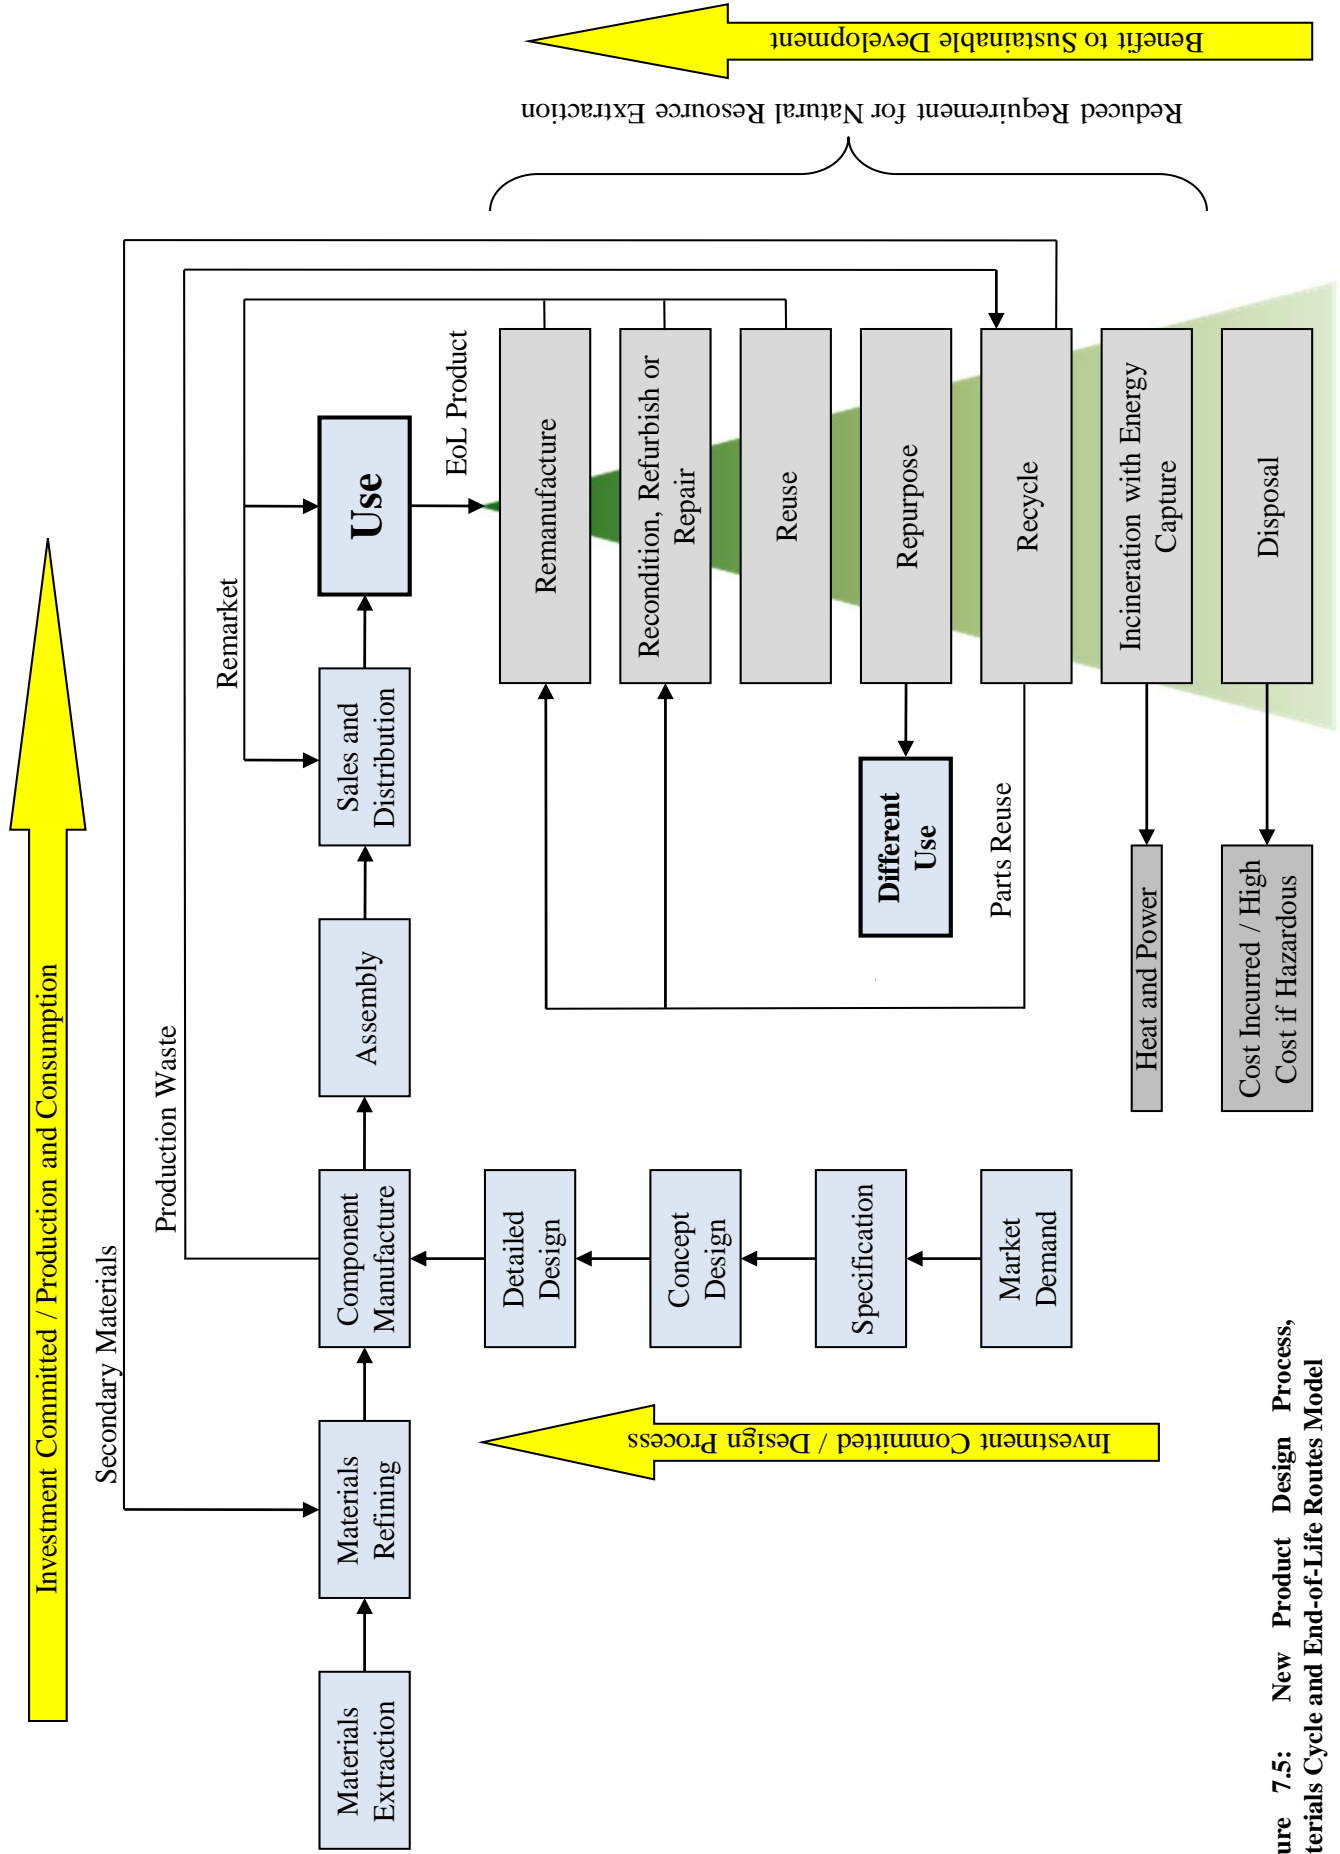 Investment Committed / Production and Consumption
Secondary Materials
Production Waste
Remarket
Materials
Extraction
Materials
Refining
Component
Manufacture
Assembly
Sales and
Distribution
Use
EoL Product
Investment Committed / Design Process
Detailed
Design
Concept
Design
Specification
Market
Demand
Remanufacture
Recondition, Refurbish or
Repair
Reuse
Repurpose
Different
Use
Recycle
Parts Reuse
Incineration with Energy
Capture
Heat and Power
Disposal
Cost Incurred / High
Cost if Hazardous
Reduced Requirement for Natural Resource Extraction
Benefit to Sustainable Development
ure 7.5: New Product Design Process,
terials Cycle and End-of-Life Routes Model